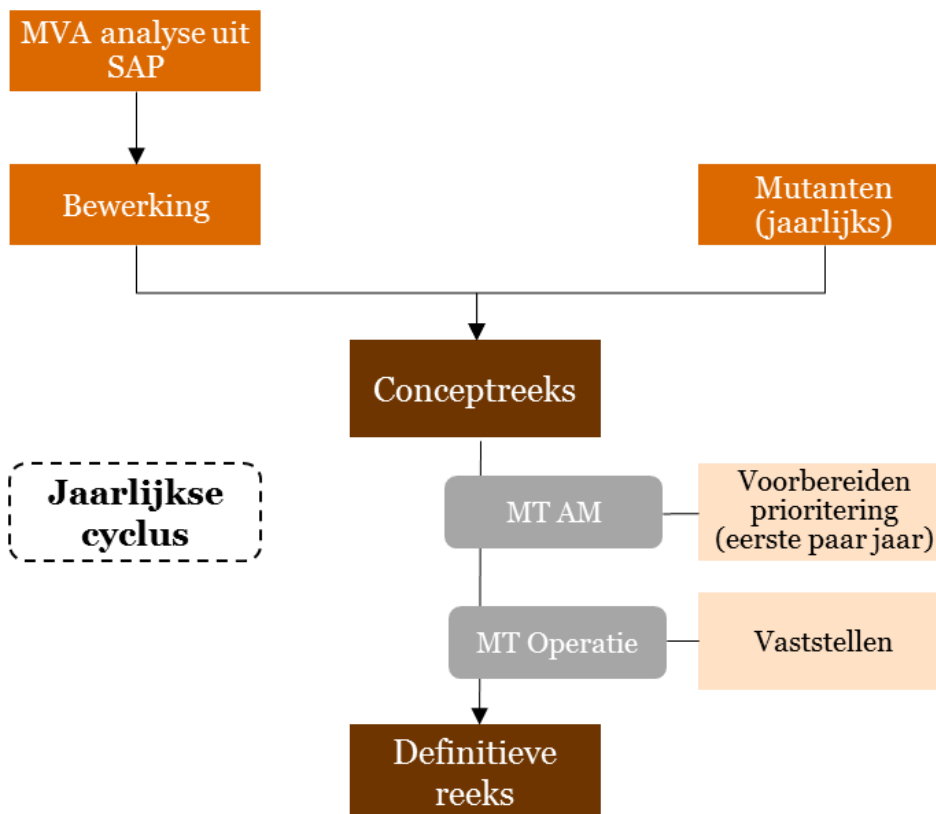 MVA analyse uit
SAP
Bewerking
Mutanten
(jaarlijks)
Conceptreeks
Jaarlijkse
cyclus
MT AM
Voorbereiden
prioritering
(eerste paar jaar)
MT Operatie
Vaststellen
Definitieve
reeks